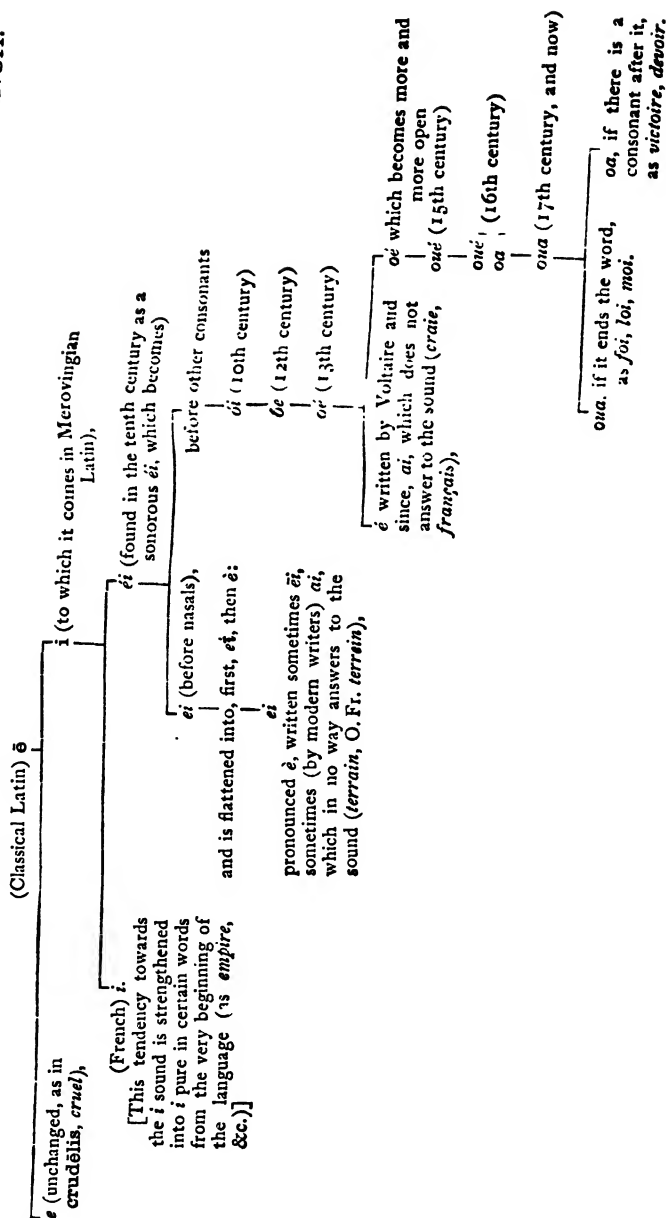 (Classical Latin) ē
e (unchanged, as in
crudēlis, cruel),
i (to which it comes in Merovingian
Latin),
(French) i.
[This tendency towards
the i sound is strengthened
into i pure in certain words
from the very beginning of
the language (as empire,
&c.)]
éi (found in the tenth century as a
sonorous éi, which becomes)
ei (before nasals),
and is flattened into, first, et, then è:
ei
pronounced è, written sometimes ēi,
sometimes (by modern writers) ai,
which in no way answers to the
sound (terrain, O. Fr. terrein),
before other consonants
ói (10th century)
óe (12th century)
oé (13th century)
é written by Voltaire and
since, ai, which does not
answer to the sound (craie,
français),
oé which becomes more and
more open
oué (15th century)
oué
oa (16th century)
oua (17th century, and now)
oua. if it ends the word,
as foi, loi, moi.
oa, if there is a
consonant after it,
as victoire, devoir.